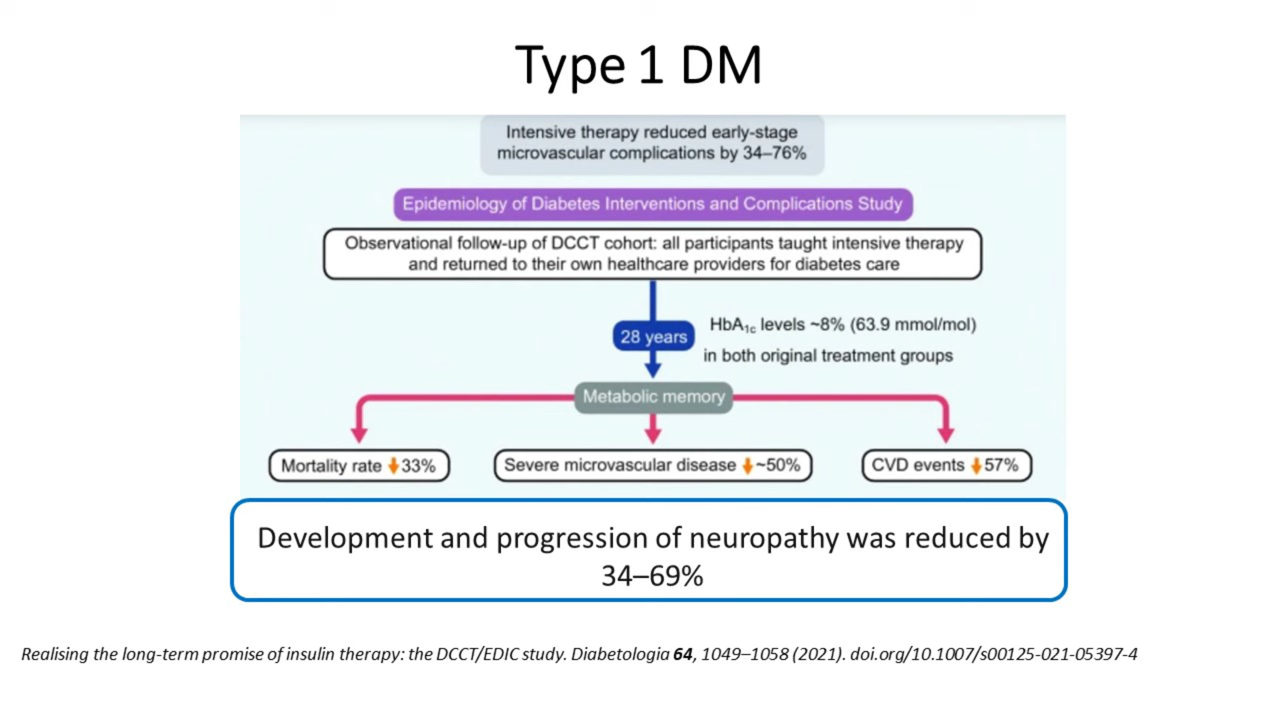 Type 1 DM
Intensive therapy reduced early-stage
microvascular complications by 34–76%
Epidemiology of Diabetes Interventions and Complications Study
Observational follow-up of DCCT cohort: all participants taught intensive therapy
and returned to their own healthcare providers for diabetes care
28 years
HbA1c levels ~8% (63.9 mmol/mol)
in both original treatment groups
Metabolic memory
Mortality rate ⬇33%
Severe microvascular disease ⬇~50%
CVD events ⬇57%
Development and progression of neuropathy was reduced by
34–69%
Realising the long-term promise of insulin therapy: the DCCT/EDIC study. Diabetologia 64, 1049–1058 (2021). doi.org/10.1007/s00125-021-05397-4